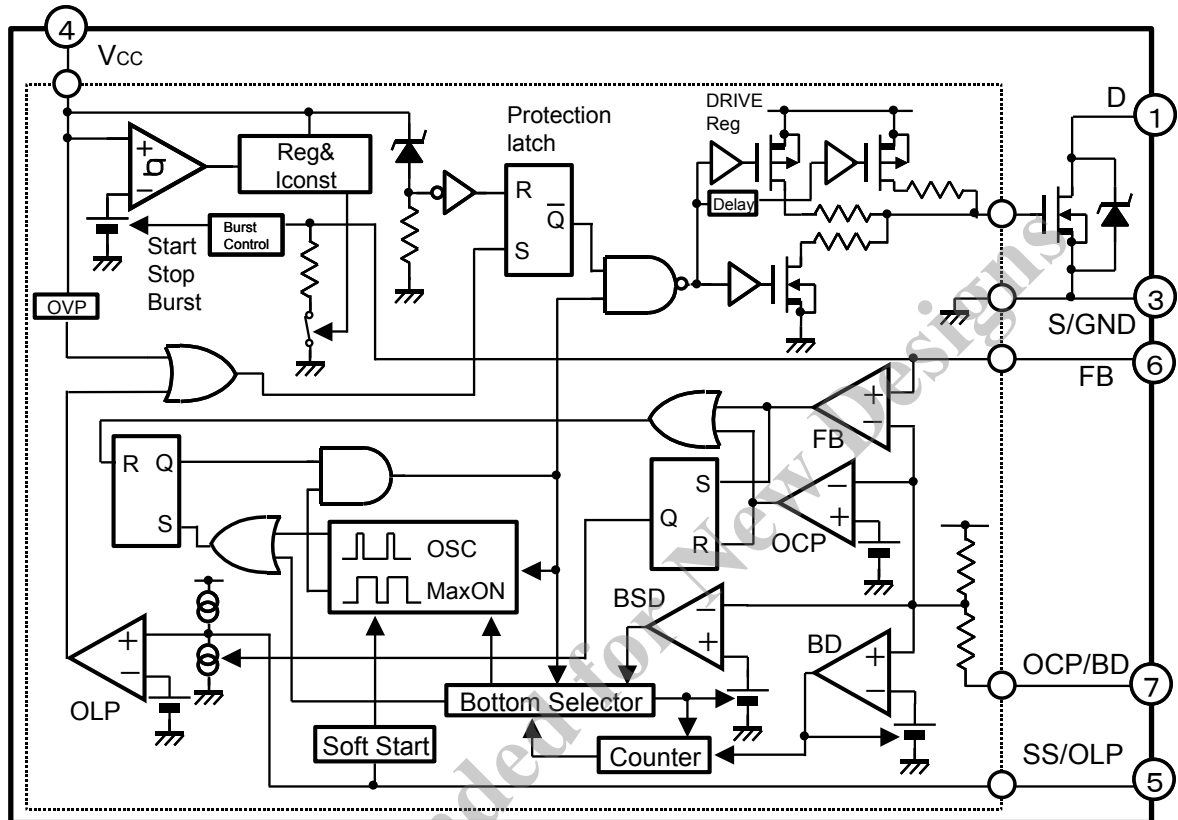 4
VCC
D
1
DRIVE
Reg
Protection
latch
+
−
Reg&
Iconst
R
Q
S
Delay
Burst
Control
Start
Stop
Burst
OVP
S/GND
3
FB
6
+
−
FB
R Q
S
S
Q
R
−
+
OCP
OSC
MaxON
BSD
−
+
BD
+
−
+
−
OLP
OCP/BD
7
Bottom Selector
Soft Start
Counter
SS/OLP
5
nded for New Designs